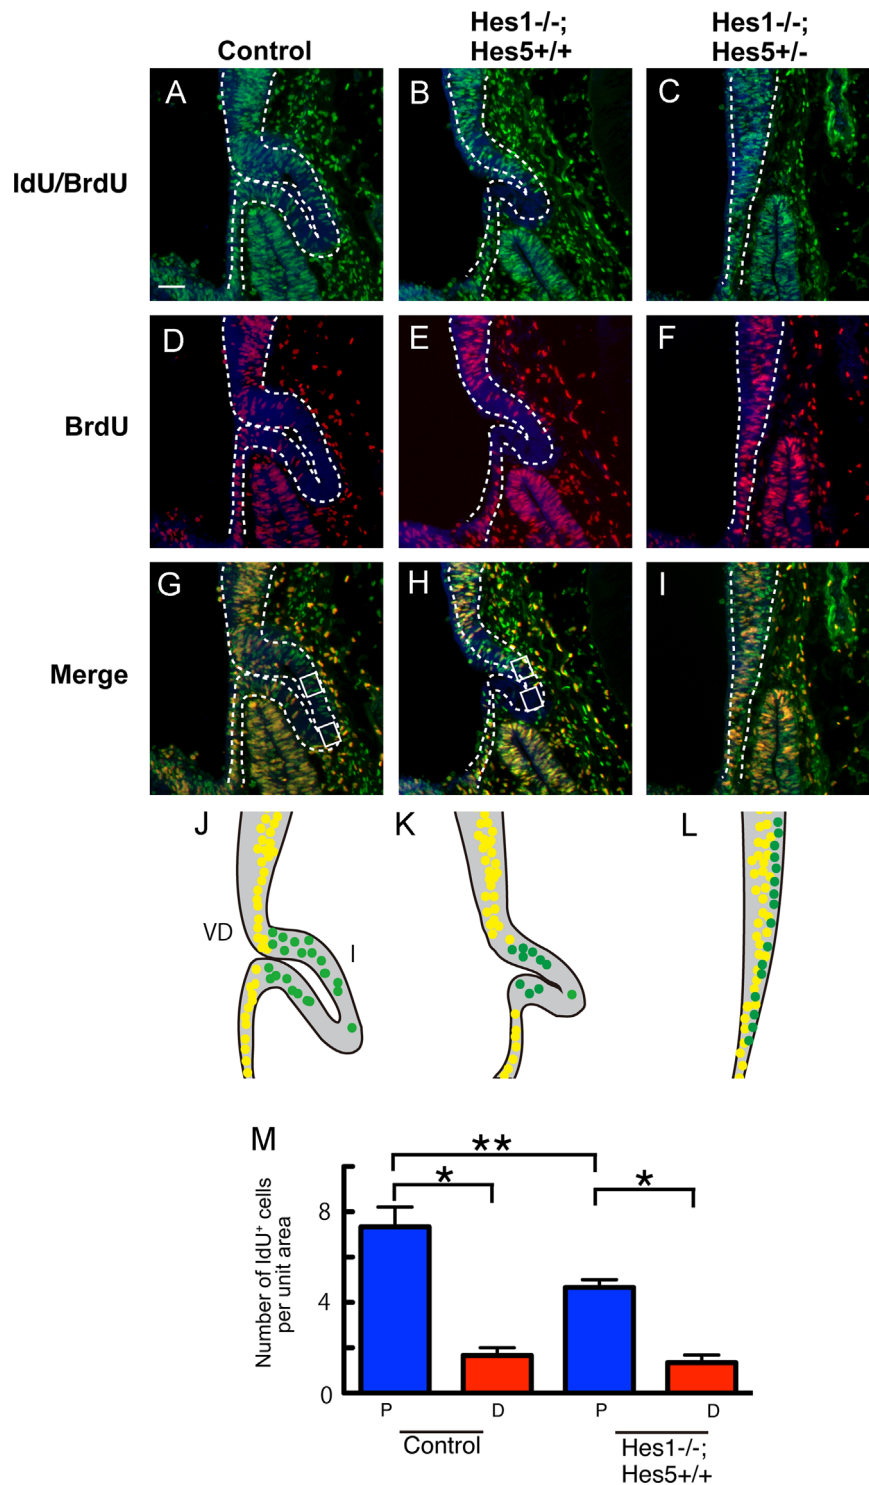 Control
Hes1-/-;
Hes5+/+
Hes1-/-;
Hes5+/-
IdU/BrdU
A
B
C
BrdU
D
E
F
Merge
G
H
I
J
K
L
VD
I
M
**
*
*
Number of IdU+ cells
per unit area
8
4
0
P
D
P
D
Control
Hes1-/-;
Hes5+/+